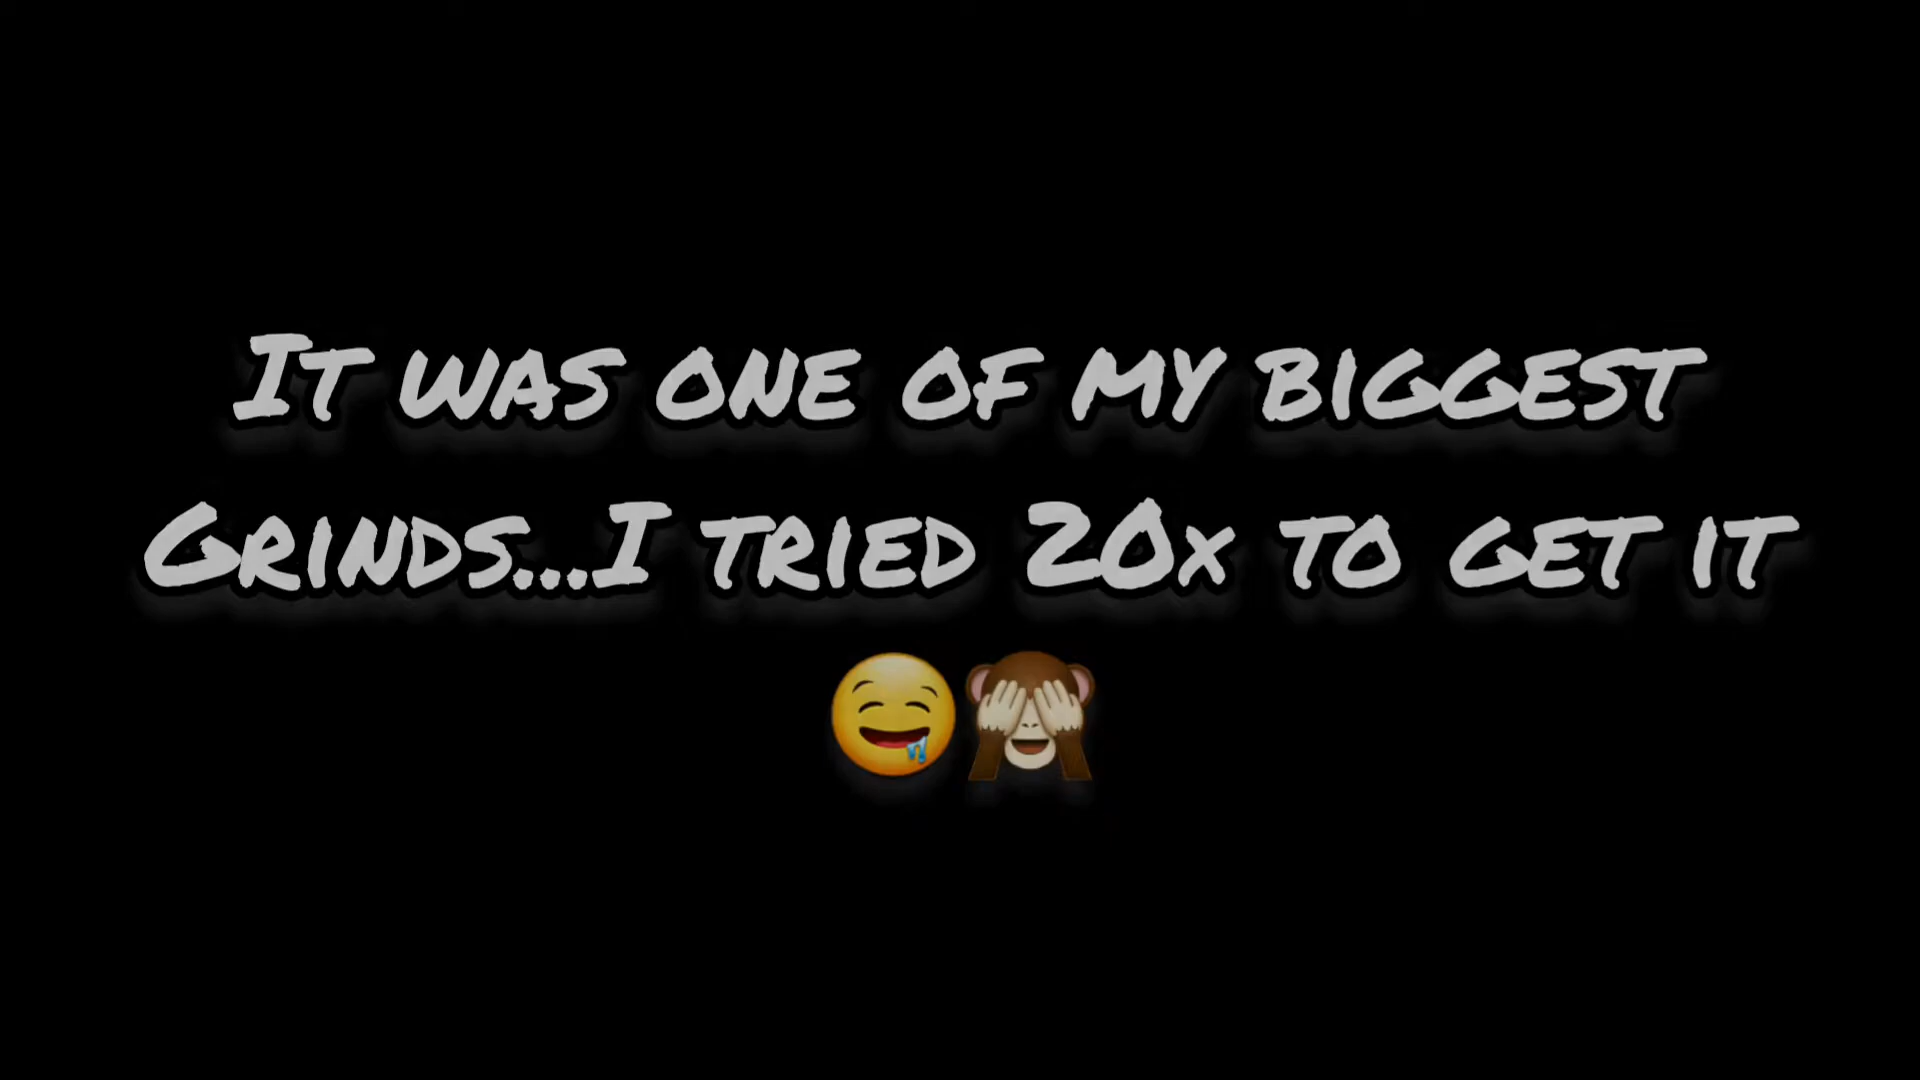 It was one of my biggest
Grinds...I tried 20x to get it
🤤🙈